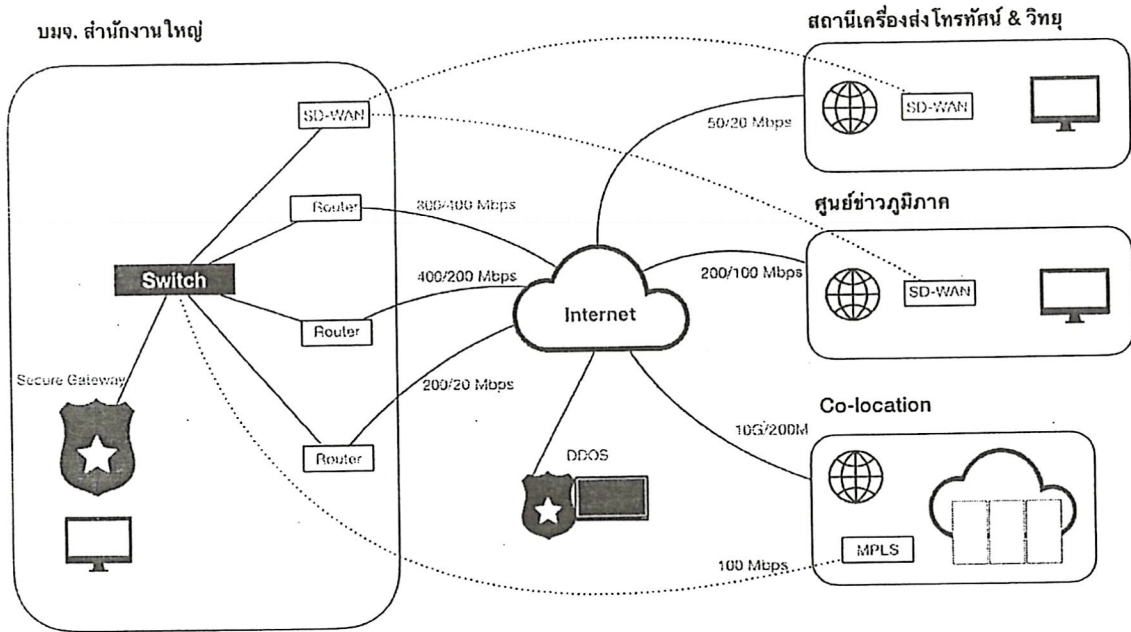 บมจ. สำนักงานใหญ่
สถานีเครื่องส่งโทรทัศน์ & วิทยุ
SD-WAN
SD-WAN
50/20 Mbps
Router
800/400 Mbps
ศูนย์ข่าวภูมิภาค
Switch
400/200 Mbps
200/100 Mbps
SD-WAN
Internet
Router
Secure Gateway
200/20 Mbps
Co-location
10G/200M
Router
DDOS
MPLS
100 Mbps